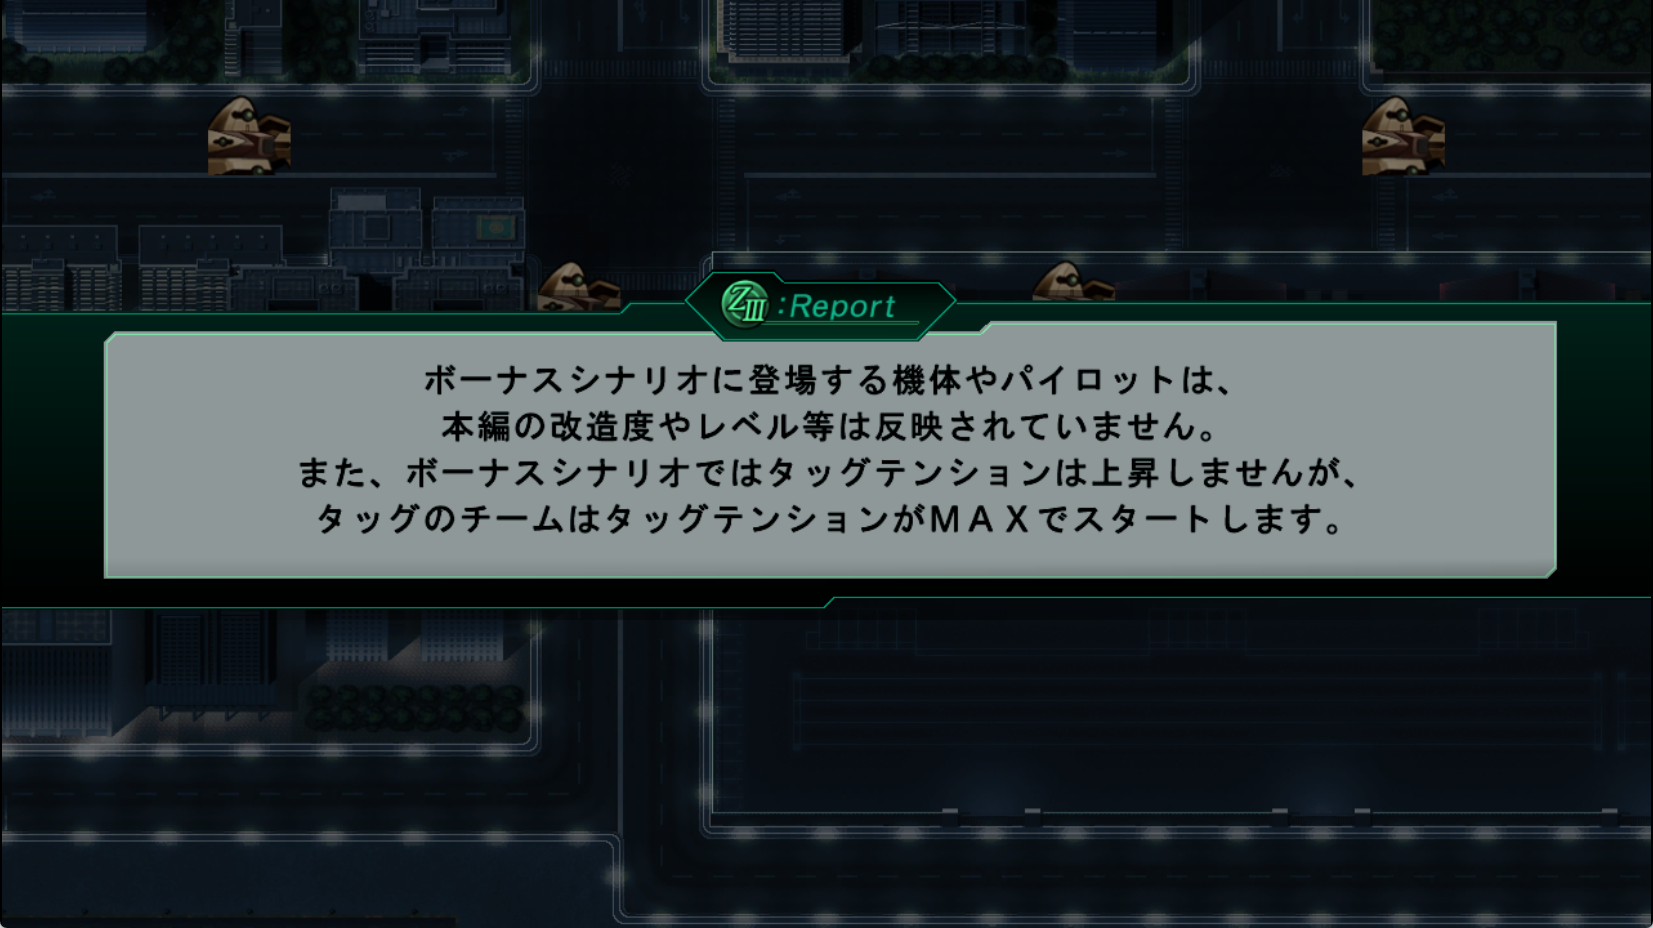 ZⅢ:Report
ボーナスシナリオに登場する機体やパイロットは、
本編の改造度やレベル等は反映されていません。
また、ボーナスシナリオではタッグテンションは上昇しませんが、
タッグのチームはタッグテンションがＭＡＸでスタートします。